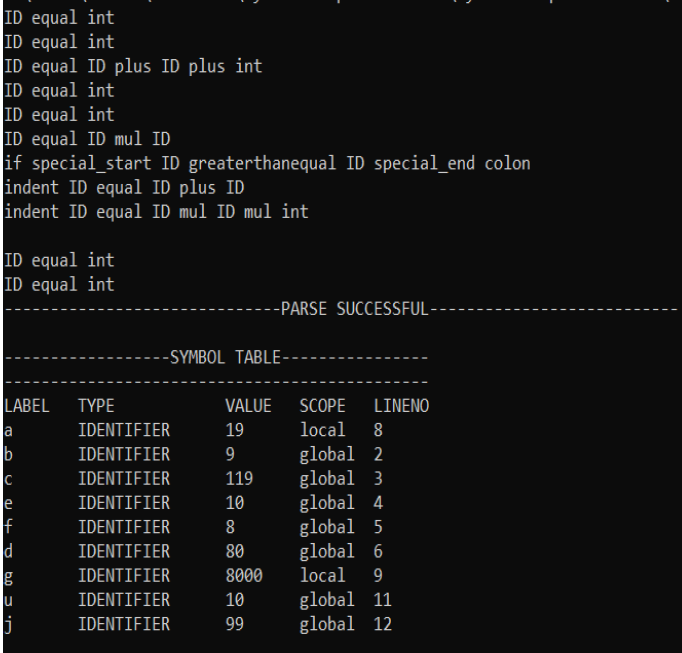 ID equal int
ID equal int
ID equal ID plus ID plus int
ID equal int
ID equal int
ID equal ID mul ID
if special_start ID greaterthanequal ID special_end colon
indent ID equal ID plus ID
indent ID equal ID mul ID mul int
ID equal int
ID equal int
------------------------------PARSE SUCCESSFUL---------------------------
------------------SYMBOL TABLE----------------
----------------------------------------------
LABEL TYPE VALUE SCOPE LINENO
a IDENTIFIER 19 local 8
b IDENTIFIER 9 global 2
c IDENTIFIER 119 global 3
e IDENTIFIER 10 global 4
f IDENTIFIER 8 global 5
d IDENTIFIER 80 global 6
g IDENTIFIER 8000 local 9
u IDENTIFIER 10 global 11
j IDENTIFIER 99 global 12